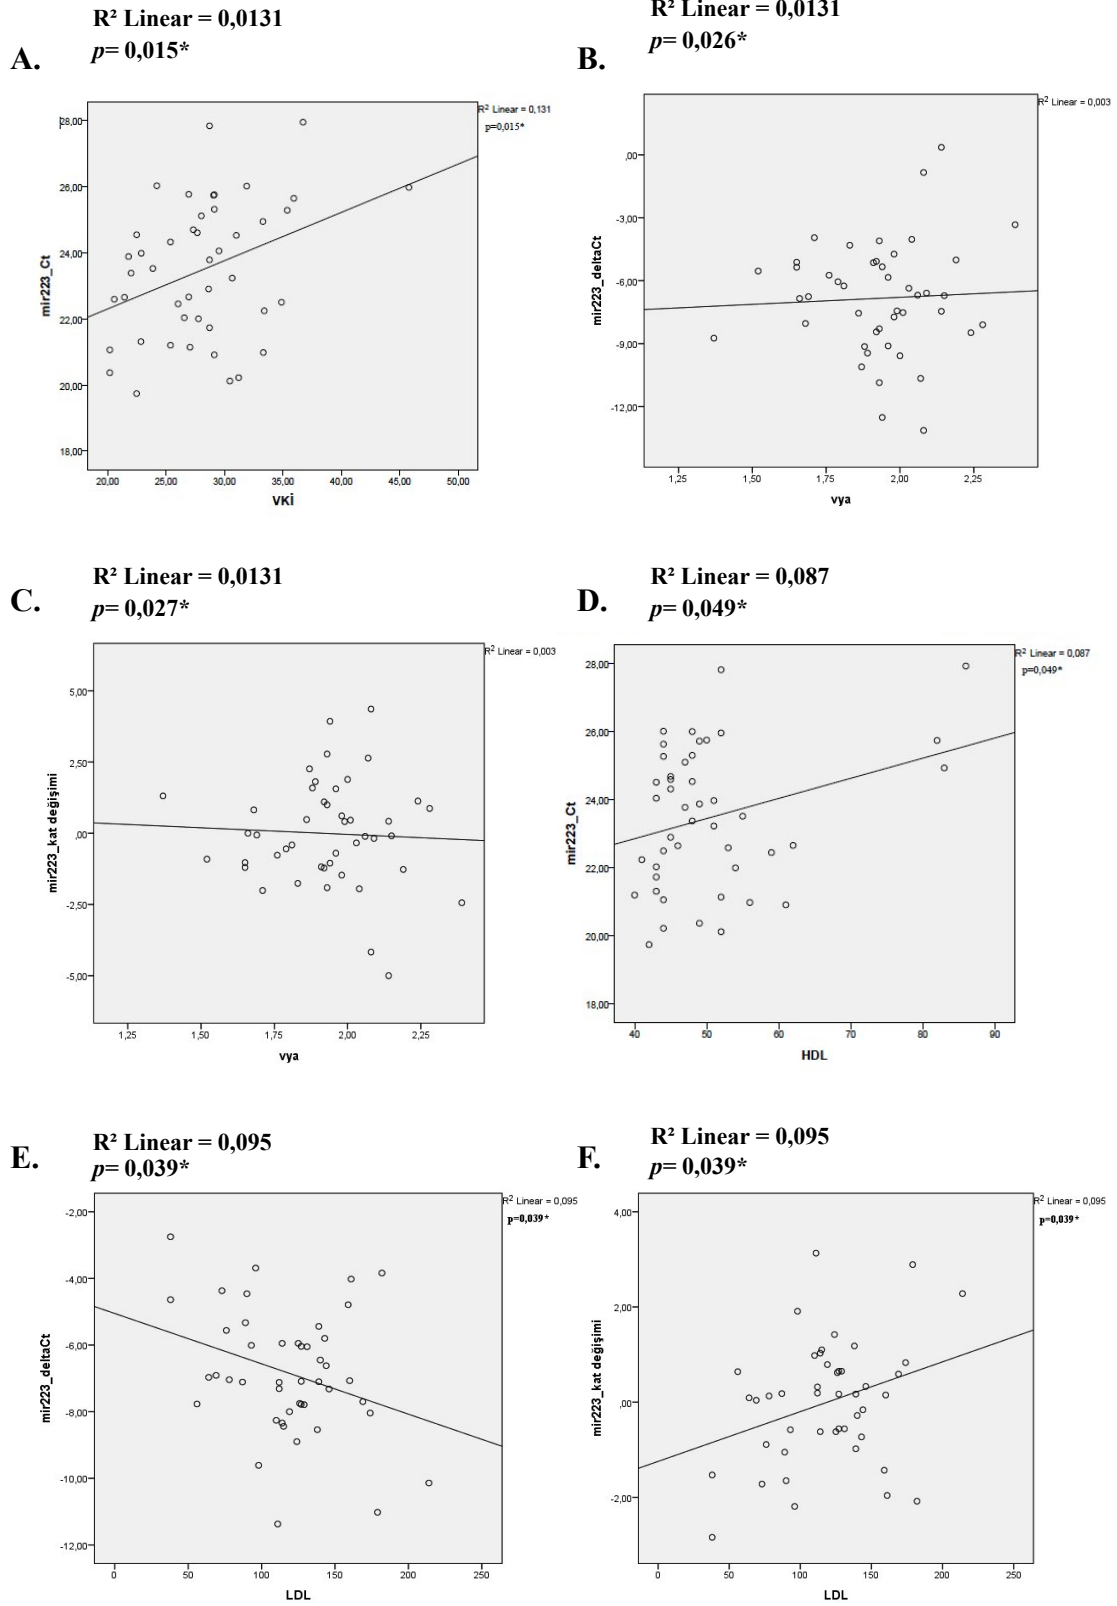 R² Linear = 0,0131
p= 0,015*
A.
R² Linear = 0,0131
p= 0,026*
B.
R² Linear = 0,131
p=0,015*
28,00
26,00
24,00
22,00
20,00
18,00
mir223_Ct
20,00 25,00 30,00 35,00 40,00 45,00 50,00
VKİ
R² Linear = 0,003
,00
-3,00
-6,00
-9,00
-12,00
mir223_deltaCt
1,25 1,50 1,75 2,00 2,25
vya
R² Linear = 0,0131
p= 0,027*
C.
R² Linear = 0,087
p= 0,049*
D.
R² Linear = 0,003
5,00
2,50
,00
-2,50
-5,00
mir223_kat değişimi
1,25 1,50 1,75 2,00 2,25
vya
R² Linear = 0,087
p=0,049*
28,00
26,00
24,00
22,00
20,00
18,00
mir223_Ct
40 50 60 70 80 90
HDL
R² Linear = 0,095
p= 0,039*
E.
R² Linear = 0,095
p= 0,039*
F.
R² Linear = 0,095
p=0,039*
-2,00
-4,00
-6,00
-8,00
-10,00
-12,00
mir223_deltaCt
0 50 100 150 200 250
LDL
R² Linear = 0,095
p=0,039*
4,00
2,00
,00
-2,00
mir223_kat değişimi
0 50 100 150 200 250
LDL